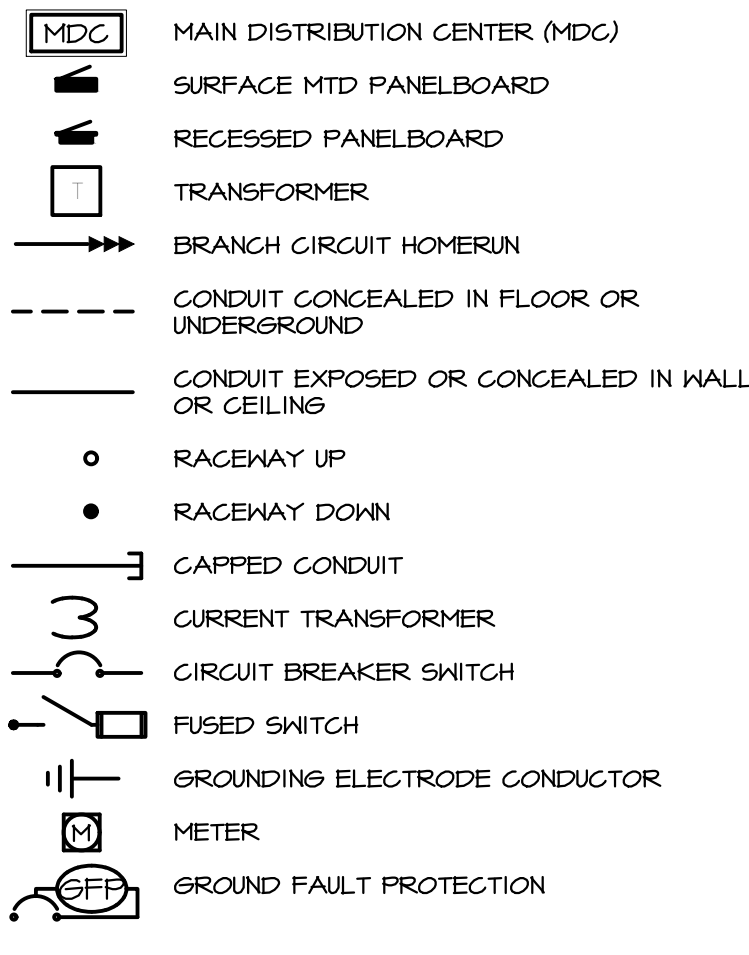 MDC MAIN DISTRIBUTION CENTER (MDC)
SURFACE MTD PANELBOARD
RECESSED PANELBOARD
T TRANSFORMER
BRANCH CIRCUIT HOMERUN
CONDUIT CONCEALED IN FLOOR OR
UNDERGROUND
CONDUIT EXPOSED OR CONCEALED IN WALL
OR CEILING
RACEWAY UP
RACEWAY DOWN
CAPPED CONDUIT
CURRENT TRANSFORMER
CIRCUIT BREAKER SWITCH
FUSED SWITCH
GROUNDING ELECTRODE CONDUCTOR
M METER
GFP GROUND FAULT PROTECTION